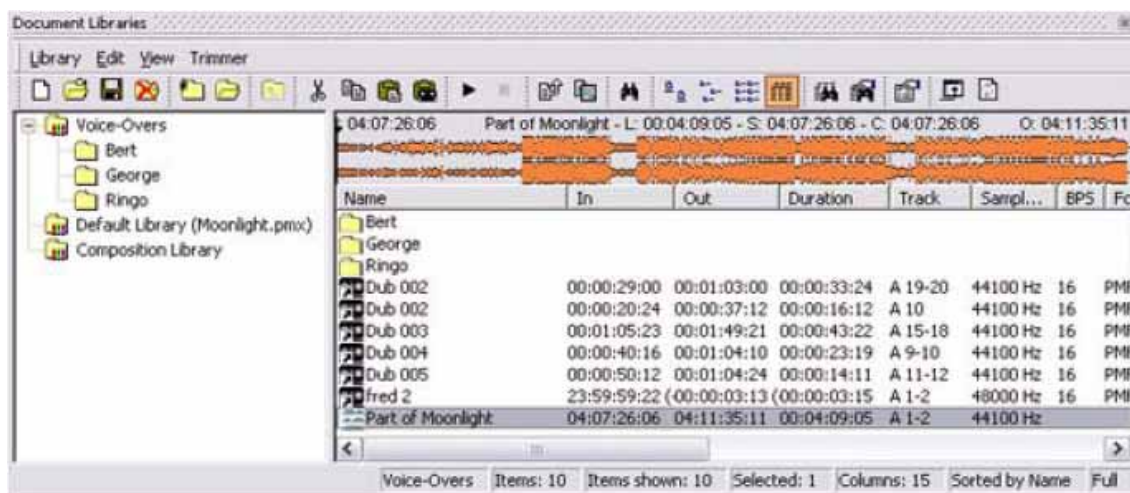 Document Libraries
Library Edit View Trimmer
Voice-Overs
Bert
George
Ringo
Default Library (Moonlight.pmx)
Composition Library
04:07:26:06 Part of Moonlight - L: 00:04:09:05 - S: 04:07:26:06 - C: 04:07:26:06 O: 04:11:35:11
Name In Out Duration Track Sampl... BPS Fo
Bert
George
Ringo
Dub 002 00:00:29:00 00:01:03:00 00:00:33:24 A 19-20 44100 Hz 16 PMF
Dub 002 00:00:20:24 00:00:37:12 00:00:16:12 A 10 44100 Hz 16 PMF
Dub 003 00:01:05:23 00:01:49:21 00:00:43:22 A 15-18 44100 Hz 16 PMF
Dub 004 00:00:40:16 00:01:04:10 00:00:23:19 A 9-10 44100 Hz 16 PMF
Dub 005 00:00:50:12 00:01:04:24 00:00:14:11 A 11-12 44100 Hz 16 PMF
fred 2 23:59:59:22 (-00:00:03:13 (00:00:03:15 A 1-2 48000 Hz 16 PMF
Part of Moonlight 04:07:26:06 04:11:35:11 00:04:09:05 A 1-2 44100 Hz
Voice-Overs Items: 10 Items shown: 10 Selected: 1 Columns: 15 Sorted by Name Full